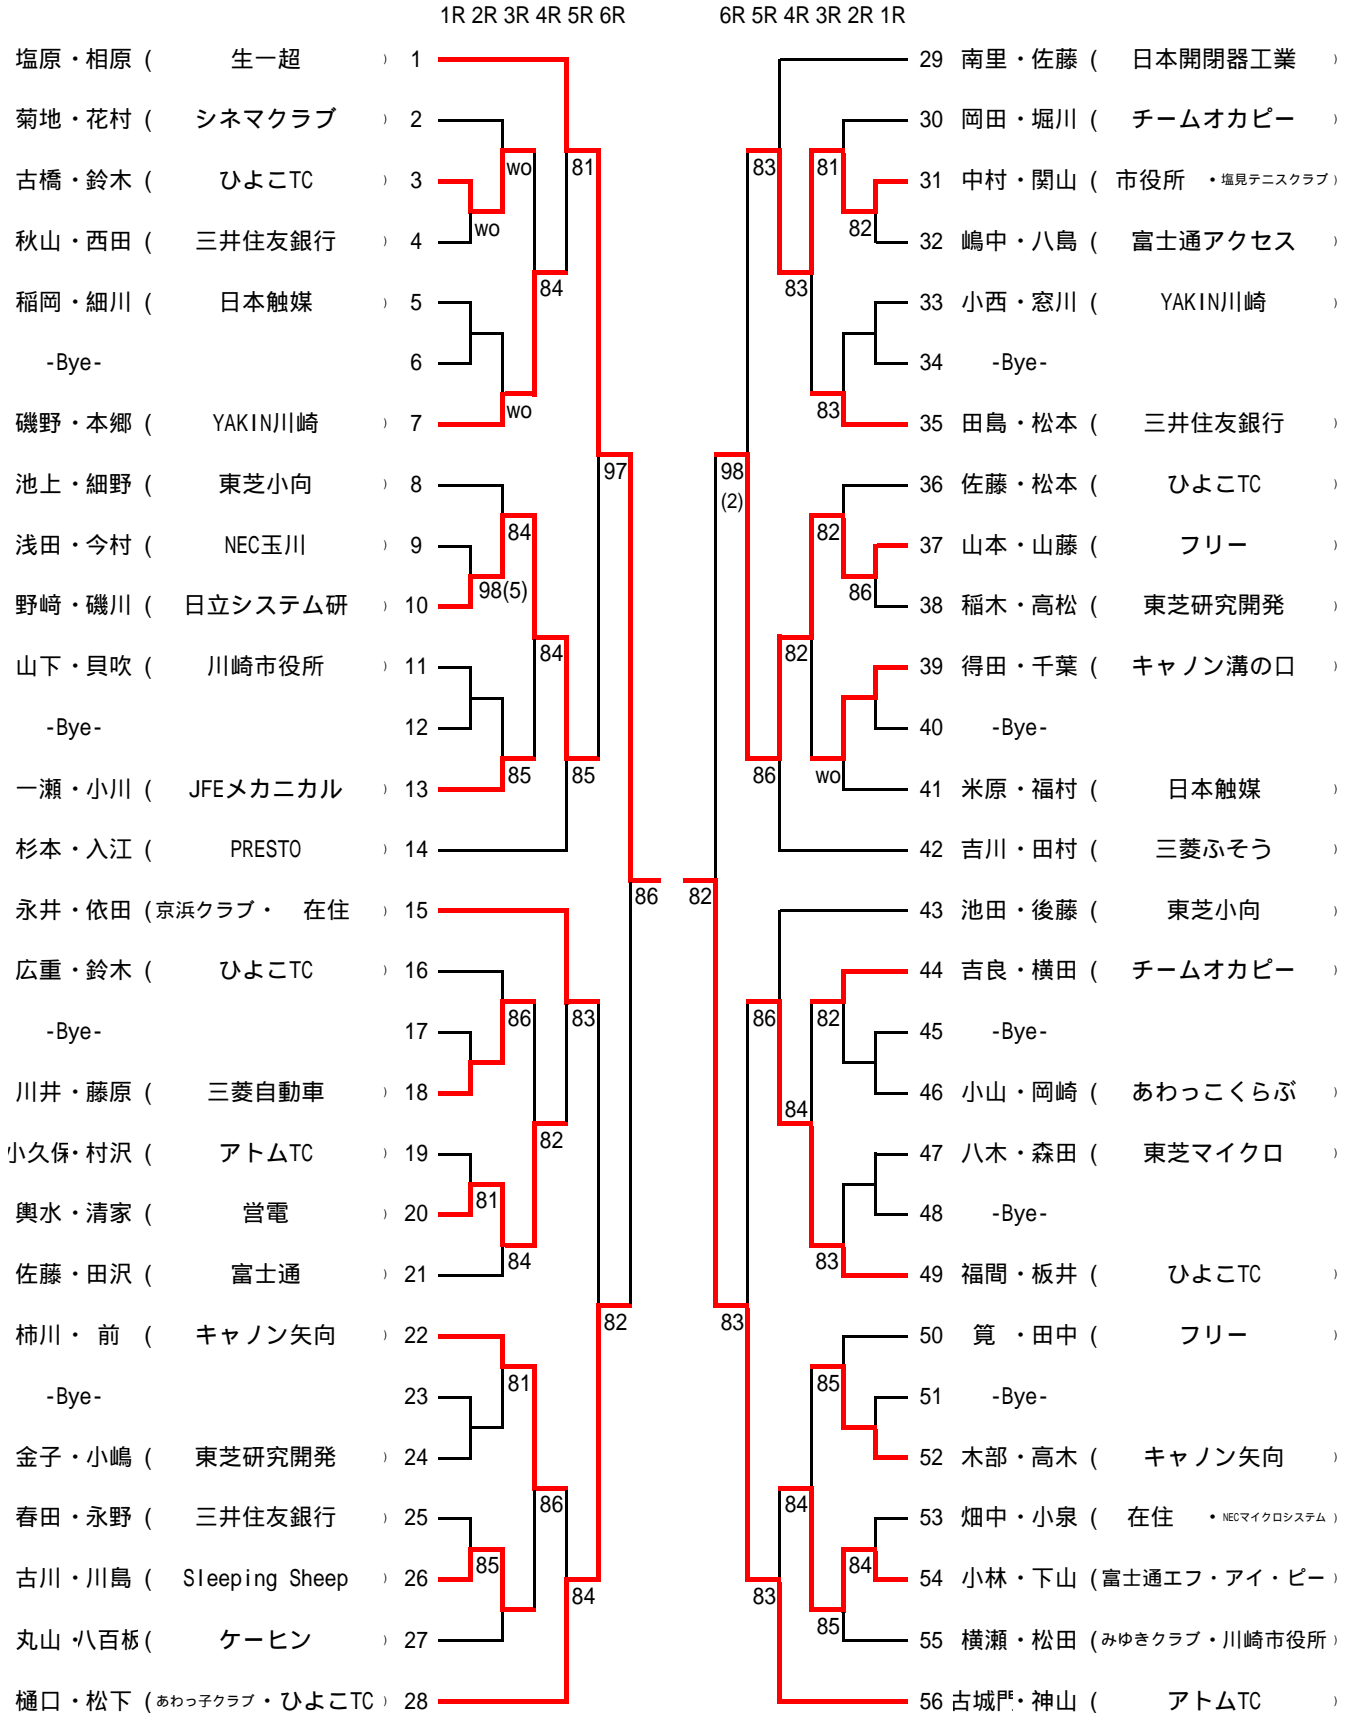 1R 2R 3R 4R 5R 6R 6R 5R 4R 3R 2R 1R
塩原・相原 ( 生一超 ) 1
菊地・花村 ( シネマクラブ ) 2
古橋・鈴木 ( ひよこTC ) 3
秋山・西田 ( 三井住友銀行 ) 4
稲岡・細川 ( 日本触媒 ) 5
-Bye- 6
磯野・本郷 ( YAKIN川崎 ) 7
池上・細野 ( 東芝小向 ) 8
浅田・今村 ( NEC玉川 ) 9
野﨑・磯川 ( 日立システム研 ) 10
山下・貝吹 ( 川崎市役所 ) 11
-Bye- 12
一瀬・小川 ( JFEメカニカル ) 13
杉本・入江 ( PRESTO ) 14
永井・依田 ( 京浜クラブ・ 在住 ) 15
広重・鈴木 ( ひよこTC ) 16
-Bye- 17
川井・藤原 ( 三菱自動車 ) 18
小久保・村沢 ( アトムTC ) 19
輿水・清家 ( 営電 ) 20
佐藤・田沢 ( 富士通 ) 21
柿川・ 前 ( キャノン矢向 ) 22
-Bye- 23
金子・小嶋 ( 東芝研究開発 ) 24
春田・永野 ( 三井住友銀行 ) 25
古川・川島 ( Sleeping Sheep ) 26
丸山・八百板 ( ケーヒン ) 27
樋口・松下 ( あわっ子クラブ・ひよこTC ) 28
wo
81
wo
84
wo
97
84
98(5)
84
85
85
86
86
83
82
81
84
82
81
86
85
84
83
81
82
83
83
98
(2)
82
86
82
86
wo
82
86
82
84
83
83
85
84
84
83
85
29 南里・佐藤 ( 日本開閉器工業 )
30 岡田・堀川 ( チームオカピー )
31 中村・関山 ( 市役所 ・塩見テニスクラブ )
32 嶋中・八島 ( 富士通アクセス )
33 小西・窓川 ( YAKIN川崎 )
34 -Bye-
35 田島・松本 ( 三井住友銀行 )
36 佐藤・松本 ( ひよこTC )
37 山本・山藤 ( フリー )
38 稲木・高松 ( 東芝研究開発 )
39 得田・千葉 ( キャノン溝の口 )
40 -Bye-
41 米原・福村 ( 日本触媒 )
42 吉川・田村 ( 三菱ふそう )
43 池田・後藤 ( 東芝小向 )
44 吉良・横田 ( チームオカピー )
45 -Bye-
46 小山・岡崎 ( あわっこくらぶ )
47 八木・森田 ( 東芝マイクロ )
48 -Bye-
49 福間・板井 ( ひよこTC )
50 筧 ・田中 ( フリー )
51 -Bye-
52 木部・高木 ( キャノン矢向 )
53 畑中・小泉 ( 在住 ・NECマイクロシステム )
54 小林・下山 ( 富士通エフ・アイ・ピー )
55 横瀬・松田 ( みゆきクラブ・川崎市役所 )
56 古城門・神山 ( アトムTC )